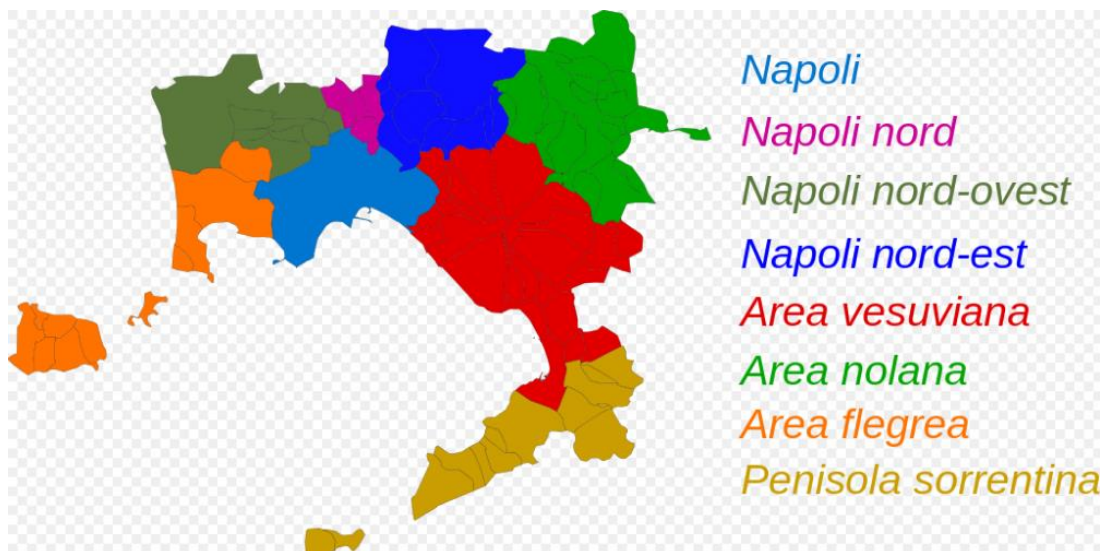 Napoli
Napoli nord
Napoli nord-ovest
Napoli nord-est
Area vesuviana
Area nolana
Area flegrea
Penisola sorrentina